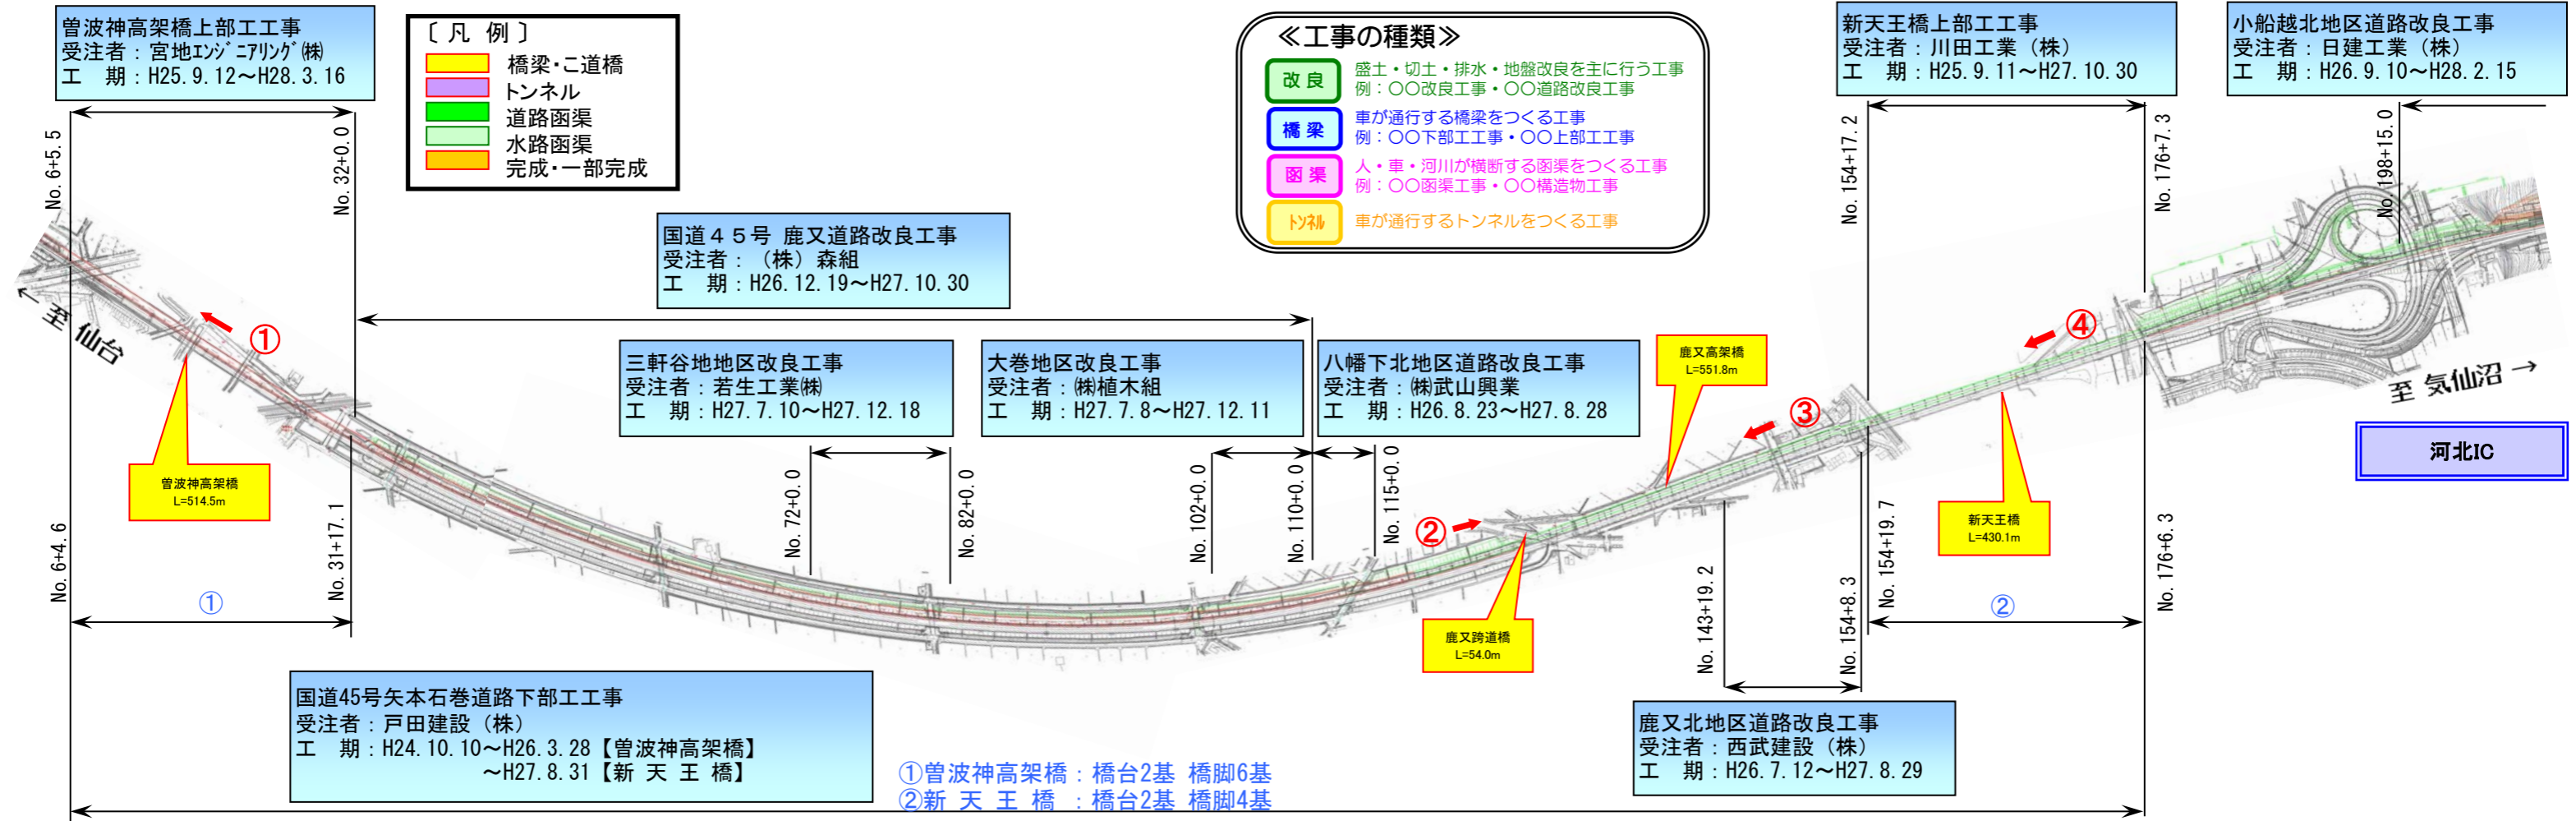 曽波神高架橋上部工工事
受注者：宮地ｴﾝｼﾞﾆｱﾘﾝｸﾞ㈱
工　期：H25.9.12～H28.3.16
〔 凡 例 〕
橋梁・こ道橋
トンネル
道路函渠
水路函渠
完成・一部完成
≪工事の種類≫
改 良
盛土・切土・排水・地盤改良を主に行う工事
例：〇〇改良工事・〇〇道路改良工事
橋 梁
車が通行する橋梁をつくる工事
例：〇〇下部工工事・〇〇上部工工事
函 渠
人・車・河川が横断する函渠をつくる工事
例：〇〇函渠工事・〇〇構造物工事
ﾄﾝﾈﾙ
車が通行するトンネルをつくる工事
新天王橋上部工工事
受注者：川田工業（株）
工　期：H25.9.11～H27.10.30
小船越北地区道路改良工事
受注者：日建工業（株）
工　期：H26.9.10～H28.2.15
No. 6+5.5
No. 32+0.0
No. 154+17.2
No. 176+7.3
No. 198+15.0
国道４５号 鹿又道路改良工事
受注者：（株）森組
工　期：H26.12.19～H27.10.30
← 至 仙台
①
三軒谷地地区改良工事
受注者：若生工業㈱
工　期：H27.7.10～H27.12.18
大巻地区改良工事
受注者：㈱植木組
工　期：H27.7.8～H27.12.11
八幡下北地区道路改良工事
受注者：㈱武山興業
工　期：H26.8.23～H27.8.28
鹿又高架橋
L=551.8m
④
③
至 気仙沼 →
河北IC
曽波神高架橋
L=514.5m
No. 72+0.0
No. 82+0.0
No. 102+0.0
No. 110+0.0
No. 115+0.0
②
新天王橋
L=430.1m
No. 6+4.6
No. 31+17.1
①
鹿又跨道橋
L=54.0m
No. 143+19.2
No. 154+8.3
No. 154+19.7
②
No. 176+6.3
国道45号矢本石巻道路下部工工事
受注者：戸田建設（株）
工　期：H24.10.10～H26.3.28【曽波神高架橋】
～H27.8.31【新 天 王 橋】
①曽波神高架橋：橋台2基 橋脚6基
②新 天 王 橋 ：橋台2基 橋脚4基
鹿又北地区道路改良工事
受注者：西武建設（株）
工　期：H26.7.12～H27.8.29